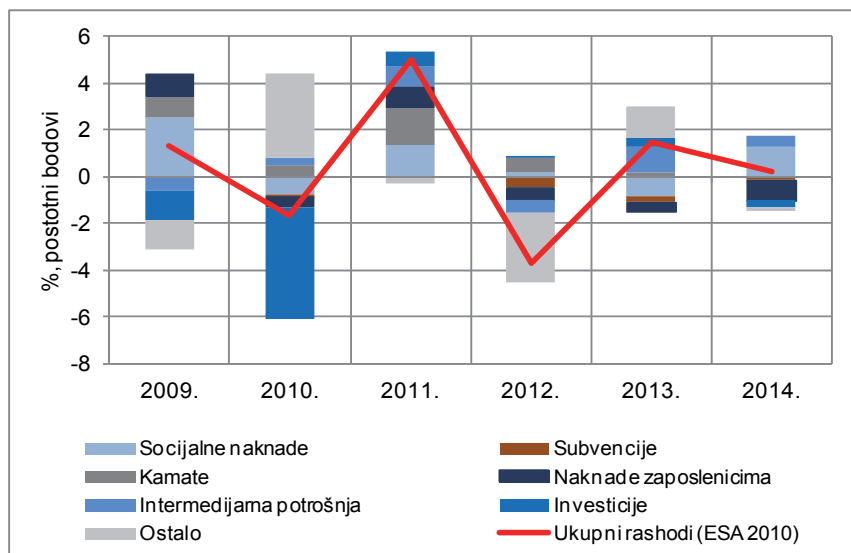 %, postotni bodovi
6
4
2
0
-2
-4
-6
-8
2009. 2010. 2011. 2012. 2013. 2014.
Socijalne naknade Subvencije
Kamate Naknade zaposlenicima
Intermedijarna potrošnja Investicije
Ostalo Ukupni rashodi (ESA 2010)